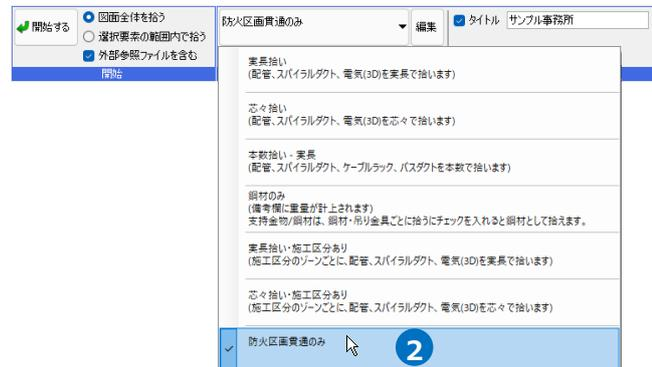 開始する
図面全体を拾う
選択要素の範囲内で拾う
外部参照ファイルを含む
開始
防火区画貫通のみ
編集
タイトル
サンプル事務所
実長拾い
(配管、スパイラルダクト、電気(3D)を実長で拾います)
芯々拾い
(配管、スパイラルダクト、電気(3D)を芯々で拾います)
本数拾い - 実長
(配管、スパイラルダクト、ケーブルラック、バスダクトを本数で拾います)
鋼材のみ
(備考欄に重量が計上されます)
支持金物/鋼材は、鋼材・吊り金具ごとに拾うにチェックを入れると鋼材として拾えます。
実長拾い・施工区分あり
(施工区分のゾーンごとに、配管、スパイラルダクト、電気(3D)を実長で拾います)
芯々拾い・施工区分あり
(施工区分のゾーンごとに、配管、スパイラルダクト、電気(3D)を芯々で拾います)
防火区画貫通のみ
2